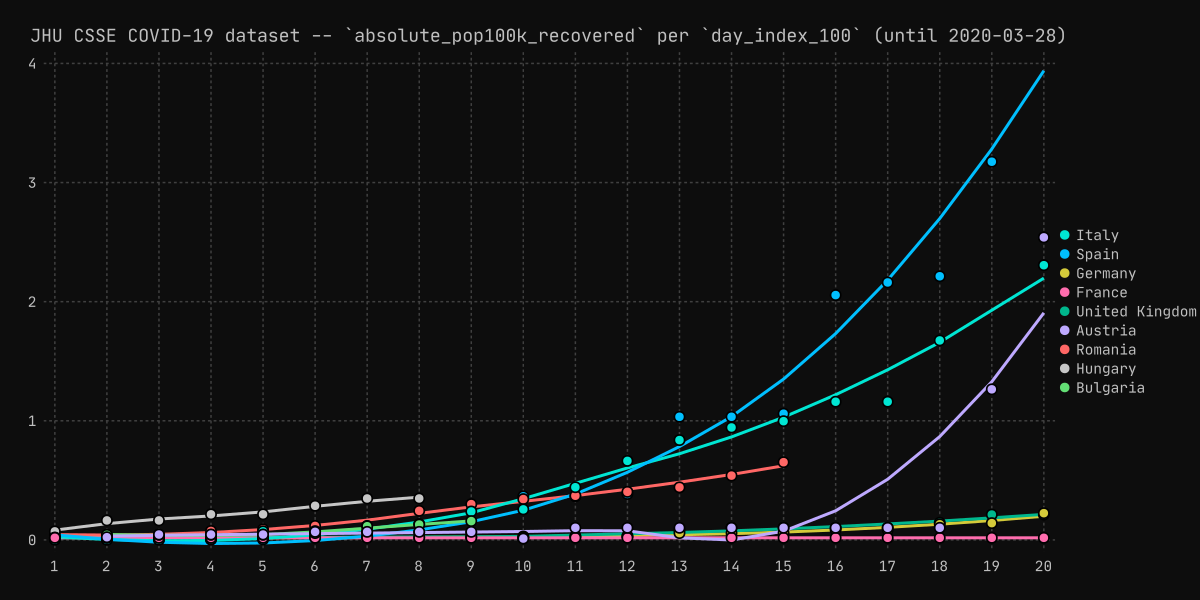 JHU CSSE COVID-19 dataset -- `absolute_pop100k_recovered` per `day_index_100` (until 2020-03-28)
4
3
2
1
0
1 2 3 4 5 6 7 8 9 10 11 12 13 14 15 16 17 18 19 20
Italy
Spain
Germany
France
United Kingdom
Austria
Romania
Hungary
Bulgaria